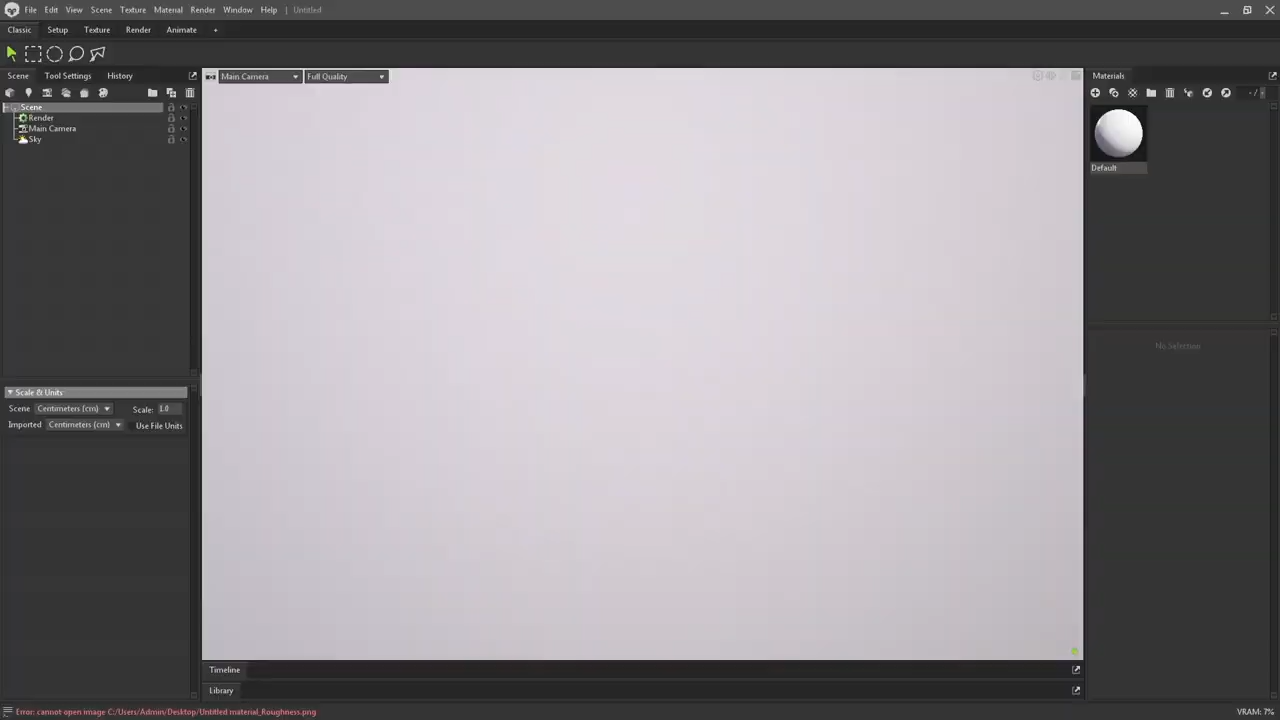 File Edit View Scene Texture Material Render Window Help Untitled
Classic Setup Texture Render Animate +
Scene Tool Settings History
Main Camera Full Quality
Materials
Scene
Render
Main Camera
Sky
Default
No Selection
Scale & Units
Scene Centimeters (cm) Scale: 1.0
Imported Centimeters (cm) Use File Units
Timeline
Library
Error: cannot open image C:/Users/Admin/Desktop/Untitled material_Roughness.png
VRAM: 7%